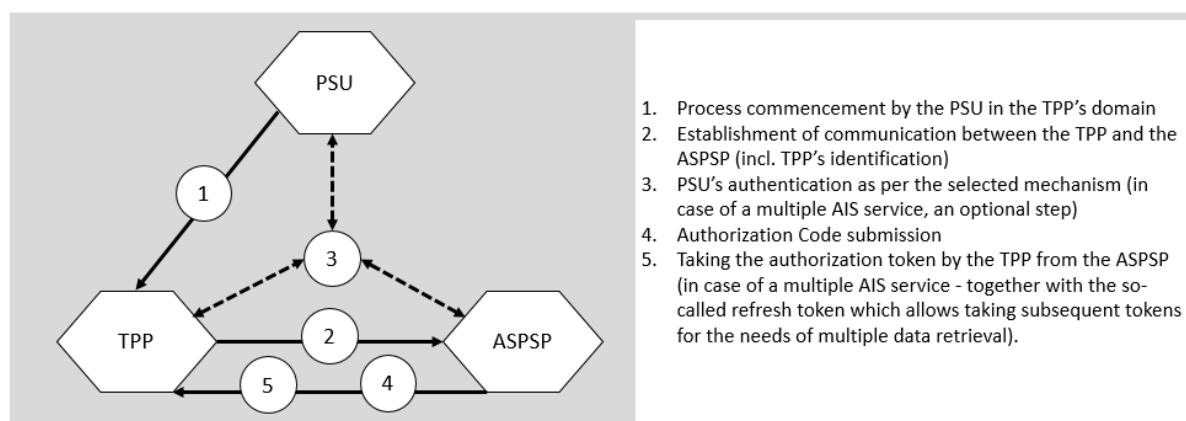 PSU
1
3
TPP
2
ASPSP
5
4
1. Process commencement by the PSU in the TPP’s domain
2. Establishment of communication between the TPP and the
ASPSP (incl. TPP’s identification)
3. PSU’s authentication as per the selected mechanism (in
case of a multiple AIS service, an optional step)
4. Authorization Code submission
5. Taking the authorization token by the TPP from the ASPSP
(in case of a multiple AIS service - together with the so-
called refresh token which allows taking subsequent tokens
for the needs of multiple data retrieval).